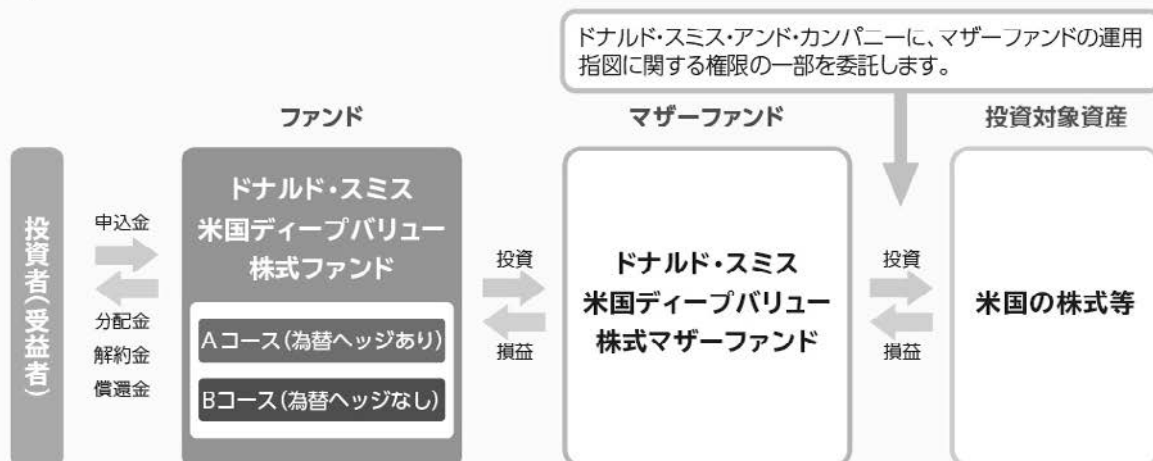 ドナルド・スミス・アンド・カンパニーに、マザーファンドの運用
指図に関する権限の一部を委託します。
ファンド
マザーファンド
投資対象資産
投資者(受益者)
申込金
分配金
解約金
償還金
ドナルド・スミス
米国ディープバリュー
株式ファンド
Aコース(為替ヘッジあり)
Bコース(為替ヘッジなし)
投資
損益
ドナルド・スミス
米国ディープバリュー
株式マザーファンド
投資
損益
米国の株式等